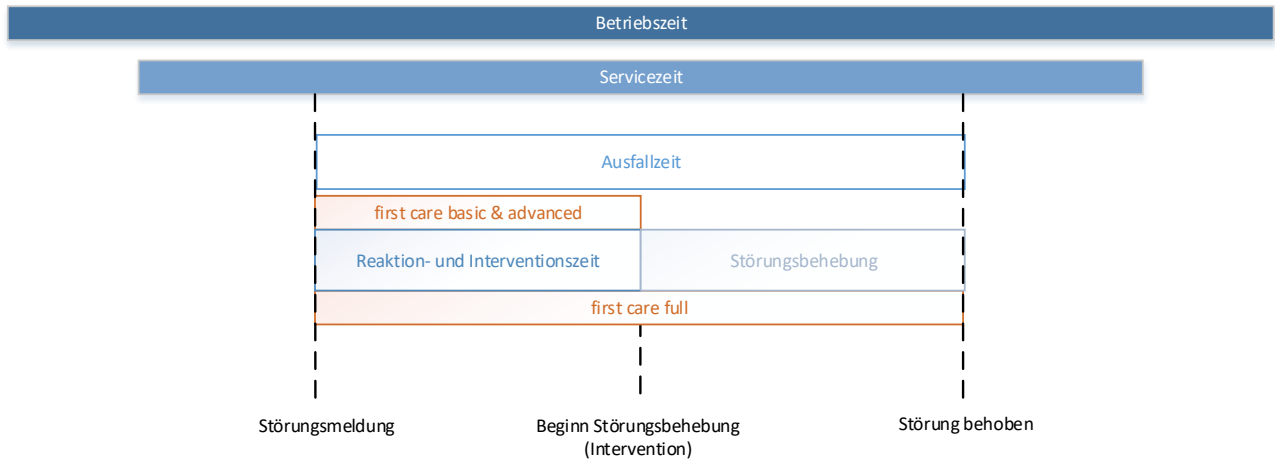 Betriebszeit
Servicezeit
Ausfallzeit
first care basic & advanced
Reaktion- und Interventionszeit
Störungsbehebung
first care full
Störungsmeldung
Beginn Störungsbehebung
(Intervention)
Störung behoben